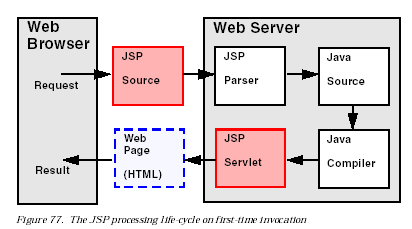 Web
Browser
Web Server
Request
JSP
Source
JSP
Parser
Java
Source
Result
Web
Page
(HTML)
JSP
Servlet
Java
Compiler
Figure 77. The JSP processing life-cycle on first-time invocation